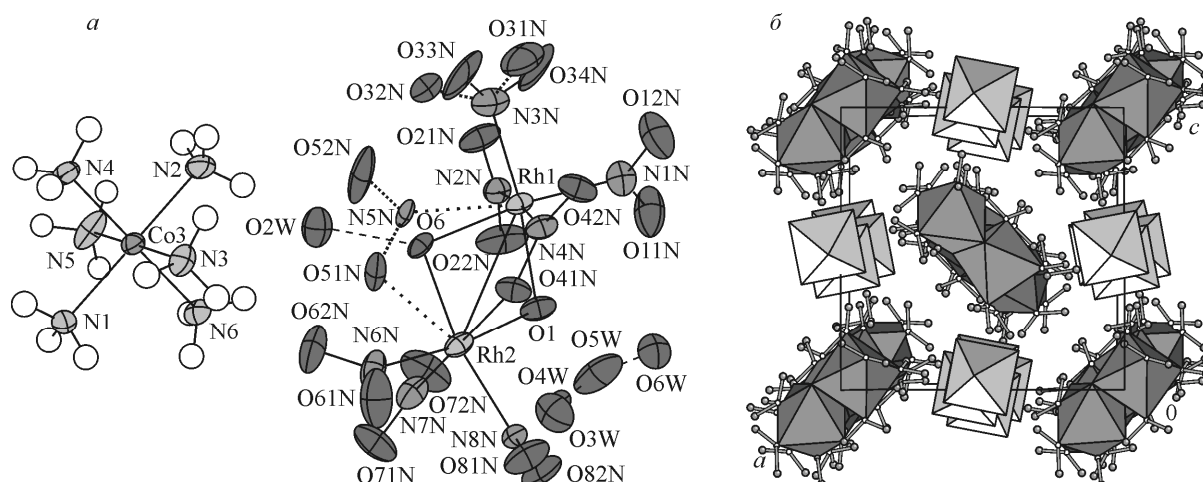 а
N4
N2
Co3
N5
N3
N1
N6
O31N
O33N
O32N
O34N
N3N
O12N
O21N
O52N
N2N
Rh1
N1N
N5N
O6
O42N
O2W
O11N
O22N
N4N
O51N
O41N
O62N
O1
N6N
Rh2
O5W
O4W
O6W
O61N
O72N
N7N
O3W
N8N
O71N
O81N
O82N
б
c
0
a